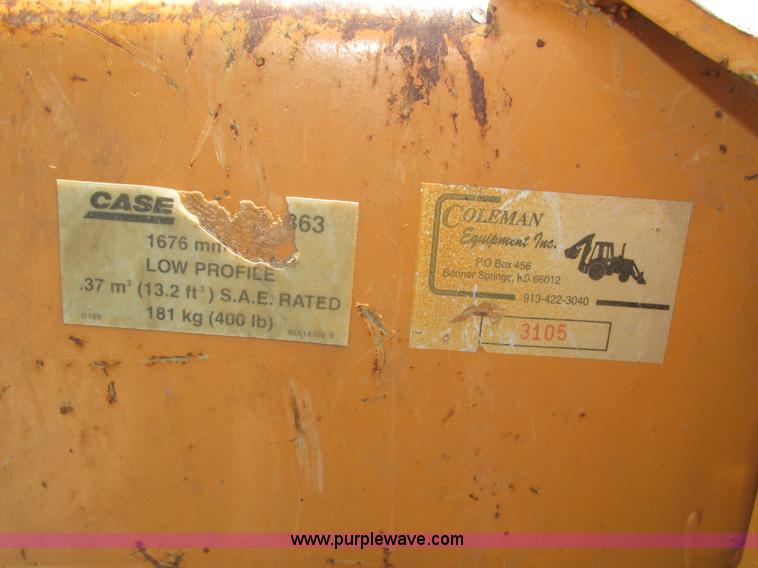 CASE 863
1676 mm
LOW PROFILE
.37 m³ (13.2 ft³) S.A.E. RATED
181 kg (400 lb)
COLEMAN
Equipment Inc.
P.O Box 456
Bonner Springs, KS 66012
913-422-3040
3105
www.purplewave.com